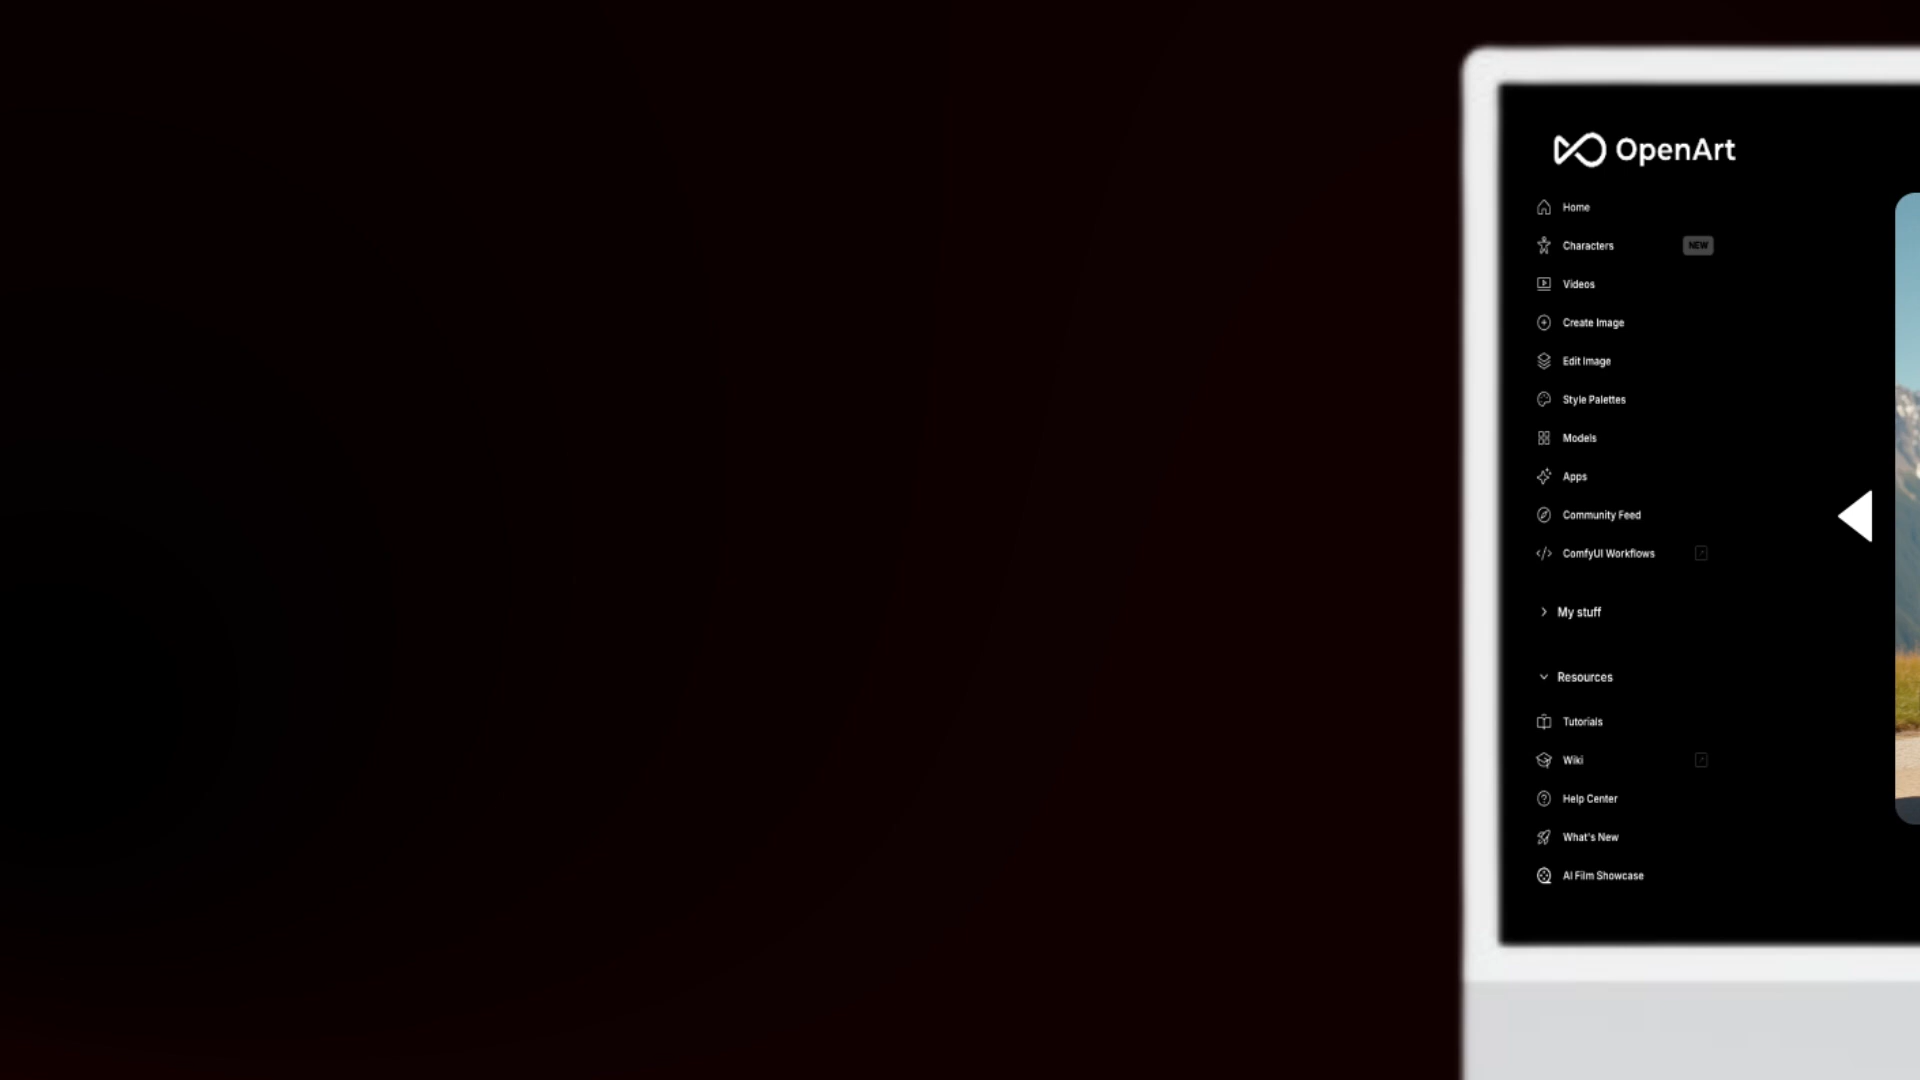 OpenArt
Home
Characters NEW
Videos
Create Image
Edit Image
Style Palettes
Models
Apps
Community Feed
ComfyUI Workflows
My stuff
Resources
Tutorials
Wiki
Help Center
What's New
AI Film Showcase